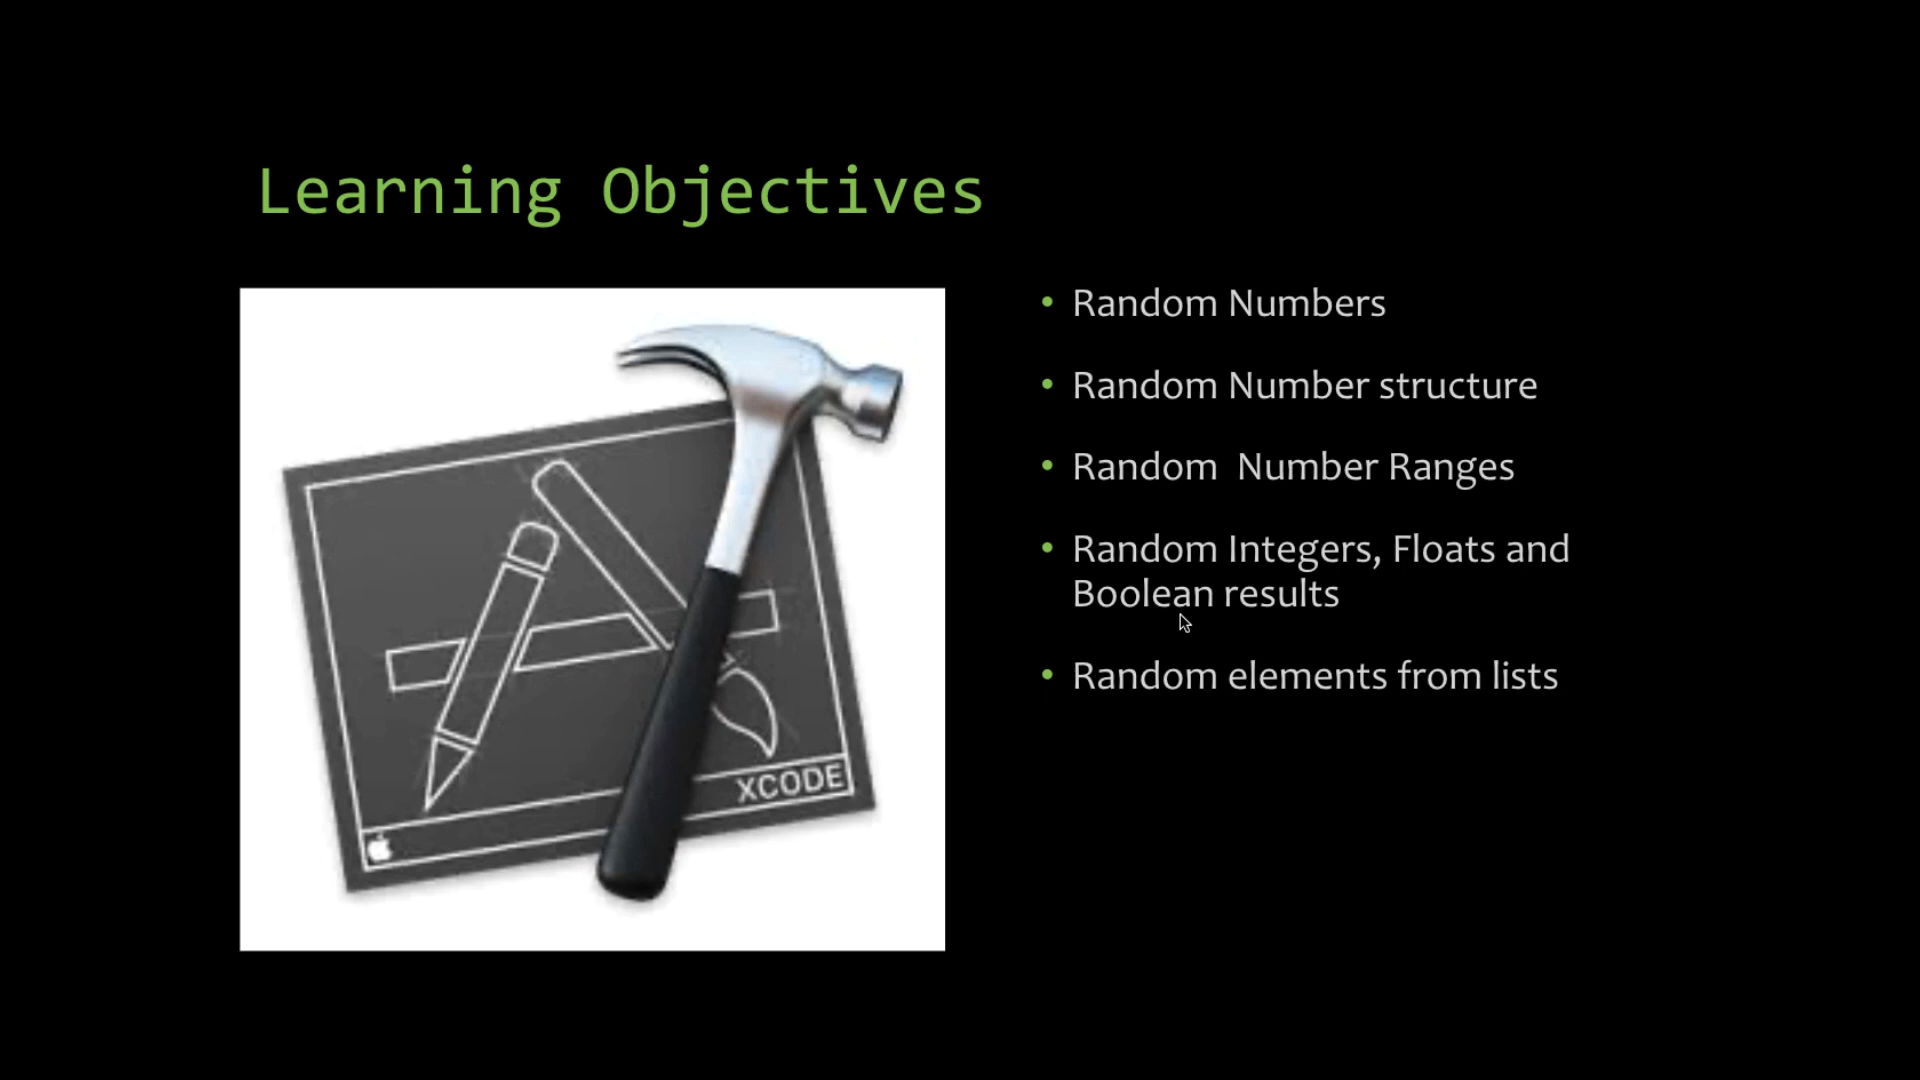 Learning Objectives
• Random Numbers
• Random Number structure
• Random  Number Ranges
• Random Integers, Floats and
Boolean results
• Random elements from lists
XCODE